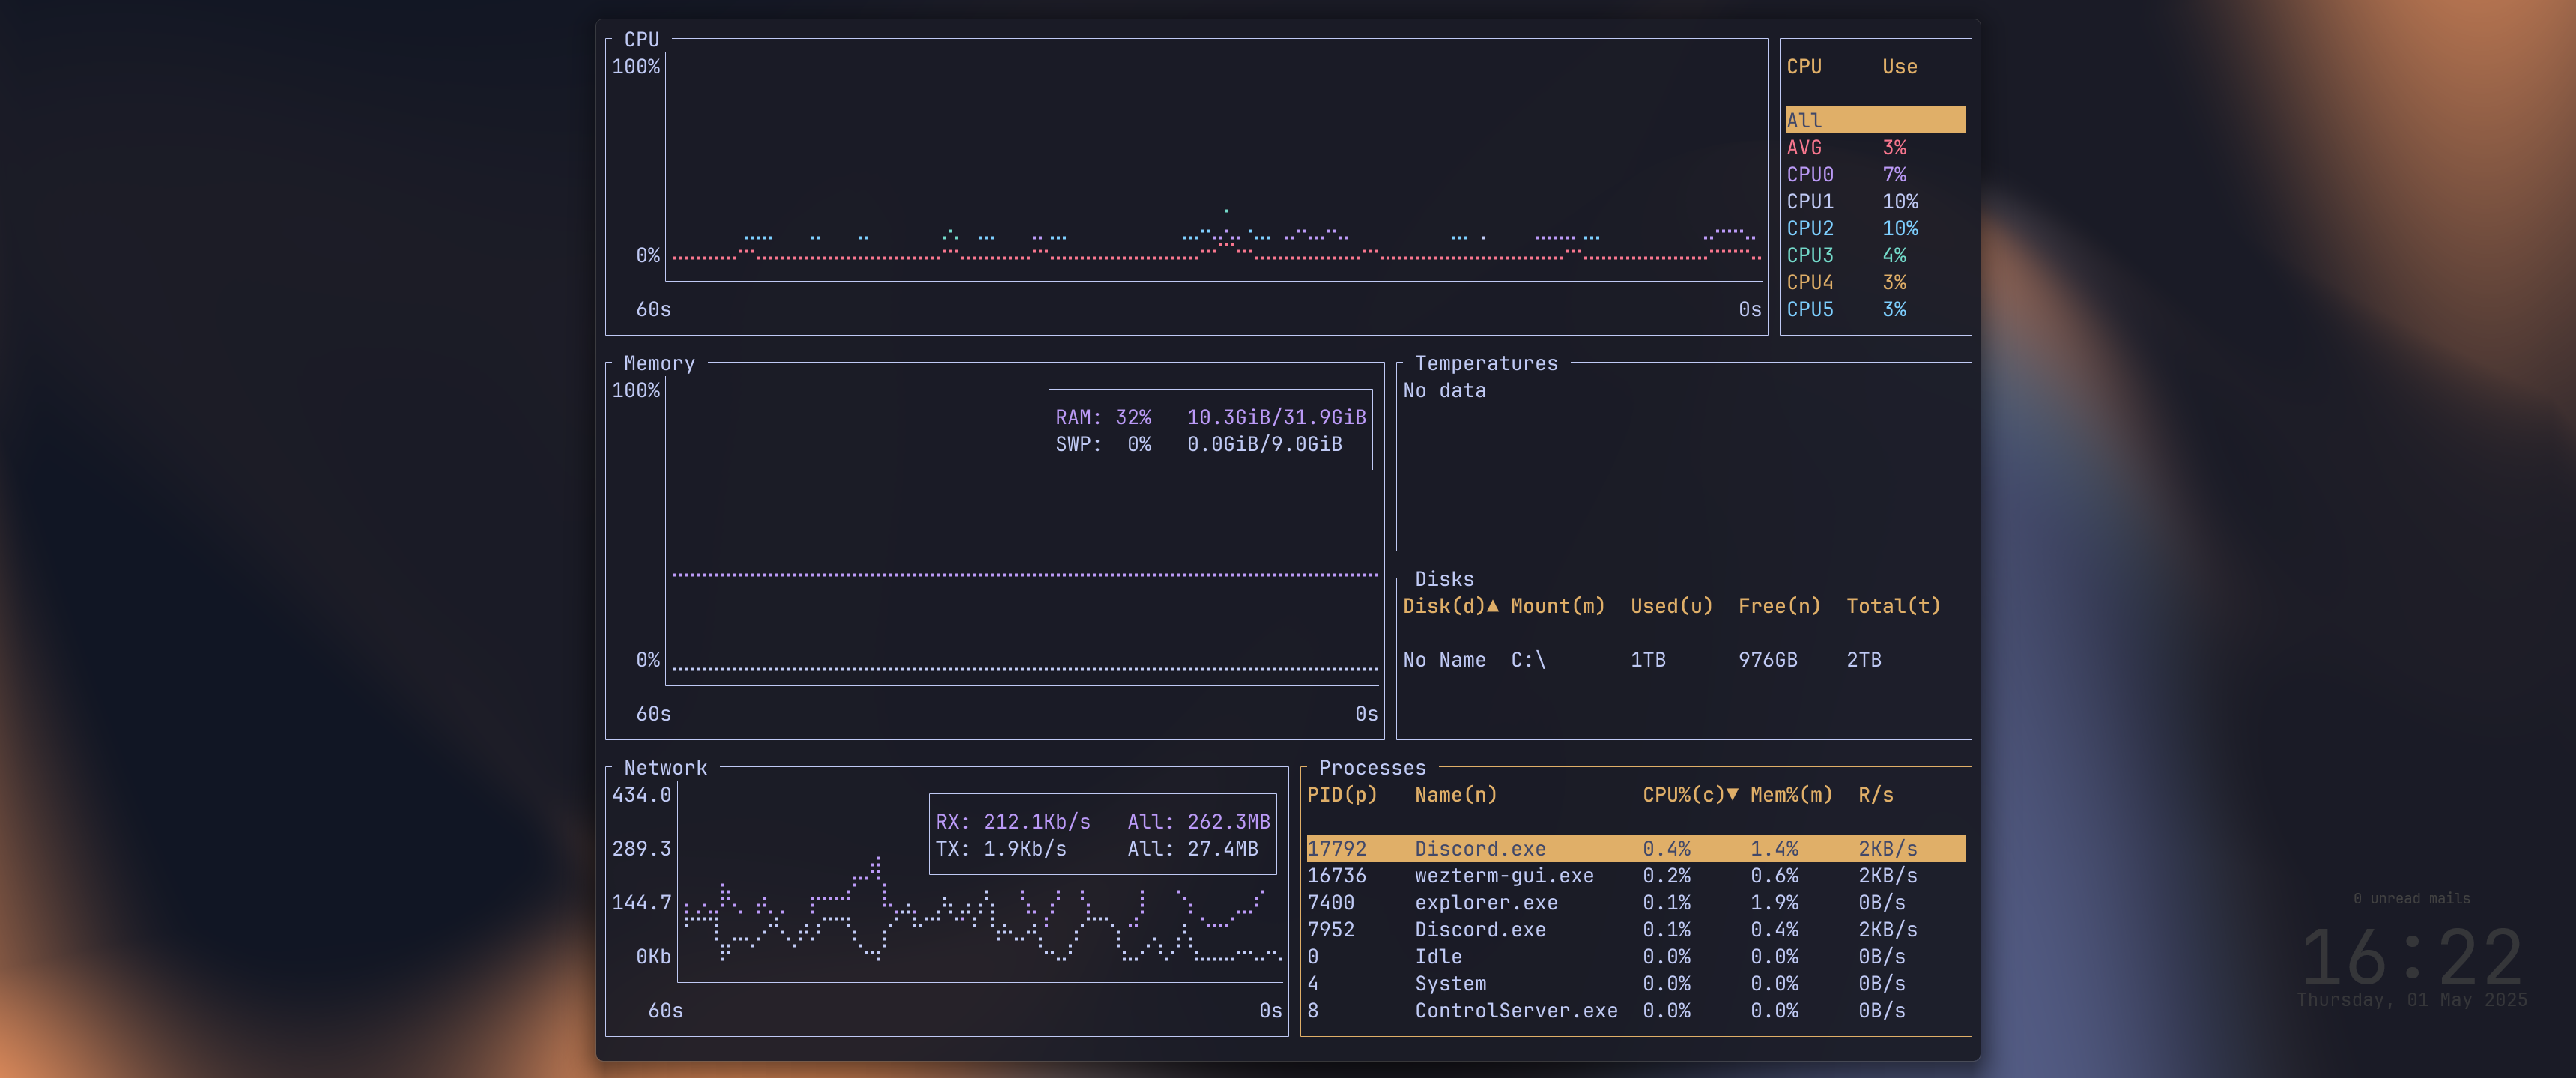 CPU
100%
0%
60s 0s
CPU Use
All
AVG 3%
CPU0 7%
CPU1 10%
CPU2 10%
CPU3 4%
CPU4 3%
CPU5 3%
Memory
100%
RAM: 32% 10.3GiB/31.9GiB
SWP: 0% 0.0GiB/9.0GiB
0%
60s 0s
Temperatures
No data
Disks
Disk(d)▲ Mount(m) Used(u) Free(n) Total(t)
No Name C:\ 1TB 976GB 2TB
Network
434.0
289.3
144.7
0Kb
RX: 212.1Kb/s All: 262.3MB
TX: 1.9Kb/s All: 27.4MB
60s 0s
Processes
PID(p) Name(n) CPU%(c)▼ Mem%(m) R/s
17792 Discord.exe 0.4% 1.4% 2KB/s
16736 wezterm-gui.exe 0.2% 0.6% 2KB/s
7400 explorer.exe 0.1% 1.9% 0B/s
7952 Discord.exe 0.1% 0.4% 2KB/s
0 Idle 0.0% 0.0% 0B/s
4 System 0.0% 0.0% 0B/s
8 ControlServer.exe 0.0% 0.0% 0B/s
0 unread mails
16:22
Thursday, 01 May 2025